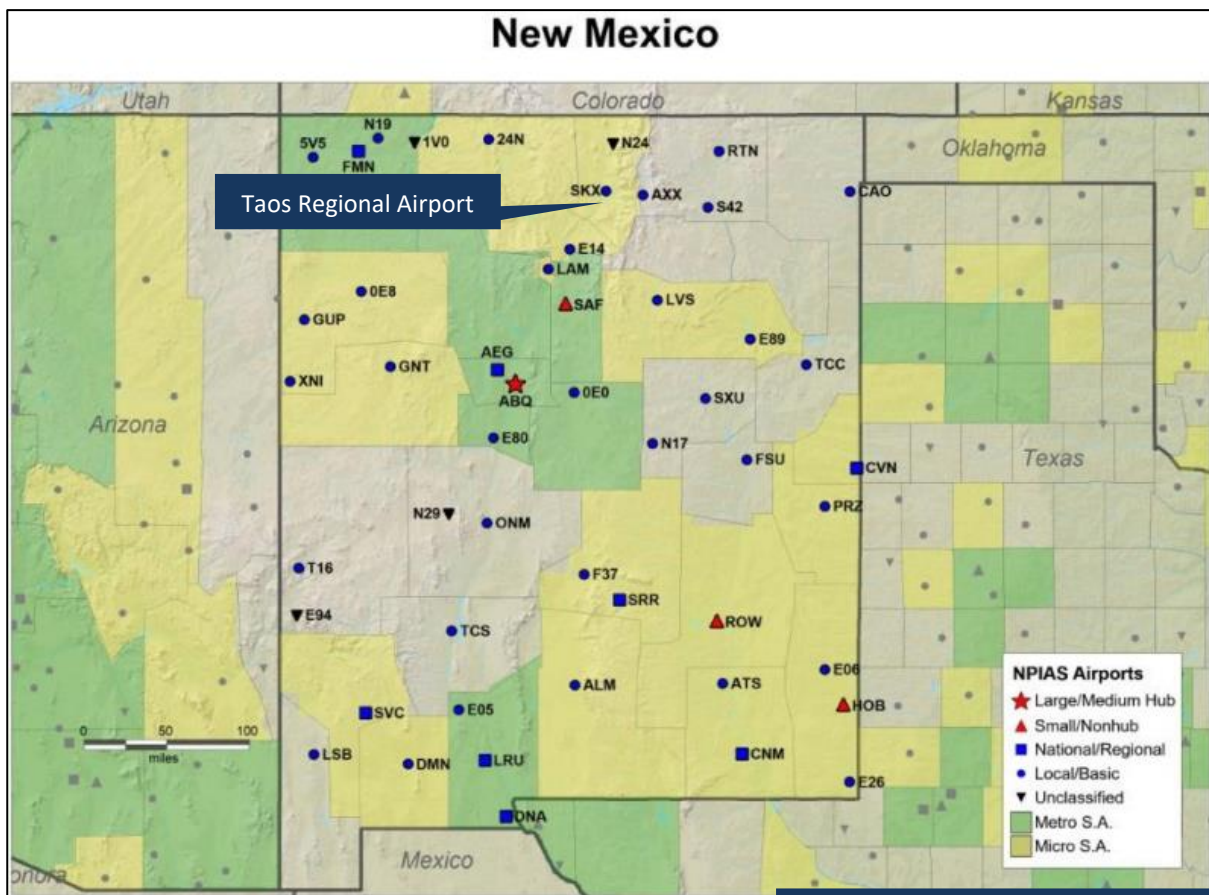 New Mexico
Utah
Colorado
Kansas
N19
5V5
FMN
1V0
24N
N24
RTN
Oklahoma
Taos Regional Airport
SKX
AXX
S42
CAO
E14
LAM
0E8
SAF
LVS
GUP
E89
AEG
GNT
TCC
XNI
ABQ
0E0
SXU
Arizona
E80
N17
FSU
Texas
CVN
PRZ
N29
ONM
T16
F37
SRR
E94
ROW
TCS
E06
ALM
ATS
HOB
SVC
E05
0 50 100
miles
LSB
DMN
LRU
CNM
E26
DNA
Mexico
onora
NPIAS Airports
Large/Medium Hub
Small/Nonhub
National/Regional
Local/Basic
Unclassified
Metro S.A.
Micro S.A.